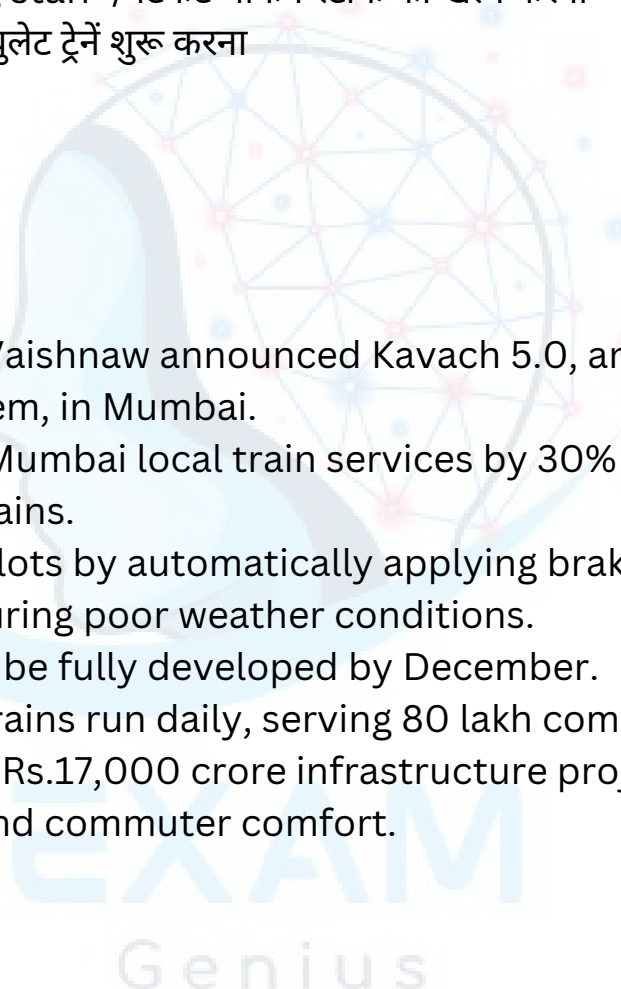 ुलेट ट्रेनें शुरू करना
Vaishnaw announced Kavach 5.0, an
em, in Mumbai.
Mumbai local train services by 30%
ains.
lots by automatically applying brak
uring poor weather conditions.
be fully developed by December.
rains run daily, serving 80 lakh com
Rs.17,000 crore infrastructure proj
nd commuter comfort.
EXAM
Genius